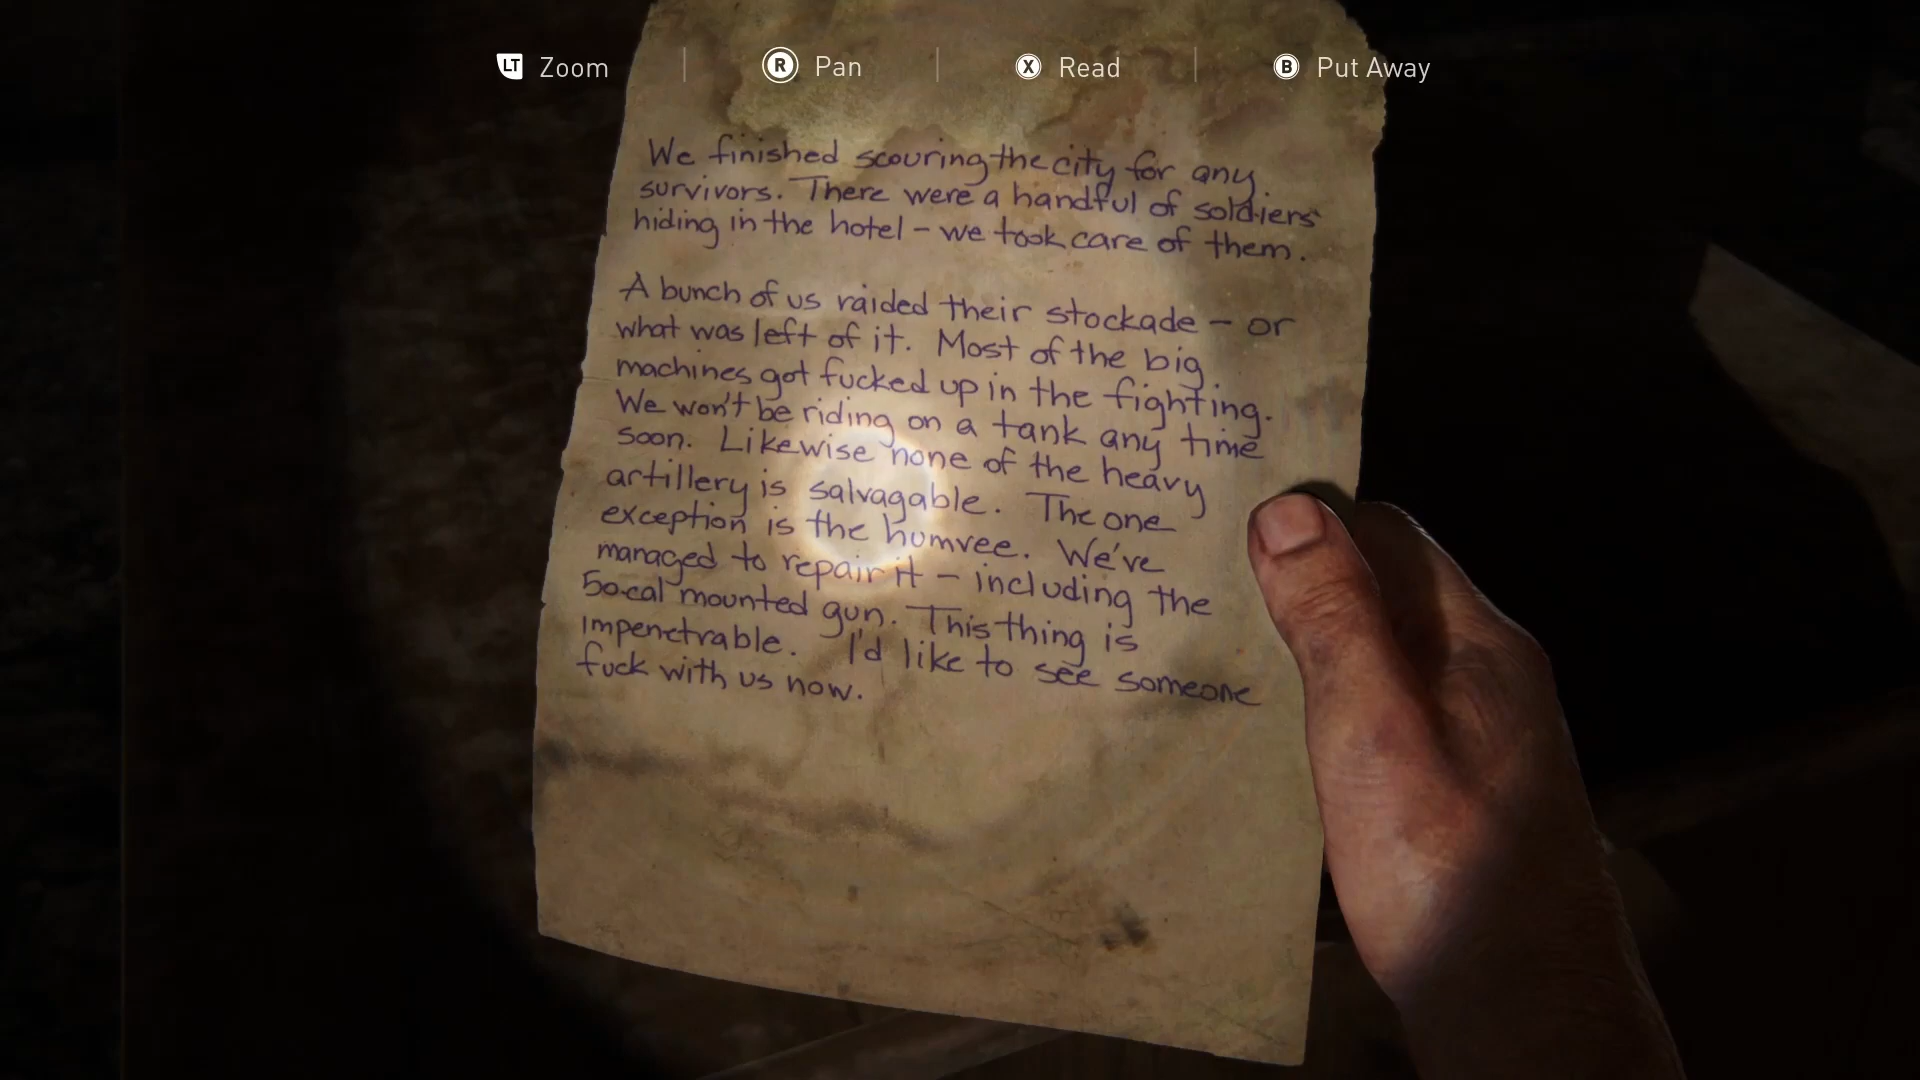 LT Zoom | R Pan | X Read | B Put Away
We finished scouring the city for any
survivors. There were a handful of soldiers
hiding in the hotel - we took care of them.
A bunch of us raided their stockade - or
what was left of it. Most of the big
machines got fucked up in the fighting.
We won't be riding on a tank any time
soon. Likewise none of the heavy
artillery is salvagable. The one
exception is the humvee. We've
managed to repair it - including the
50-cal mounted gun. This thing is
impenetrable. I'd like to see someone
fuck with us now.